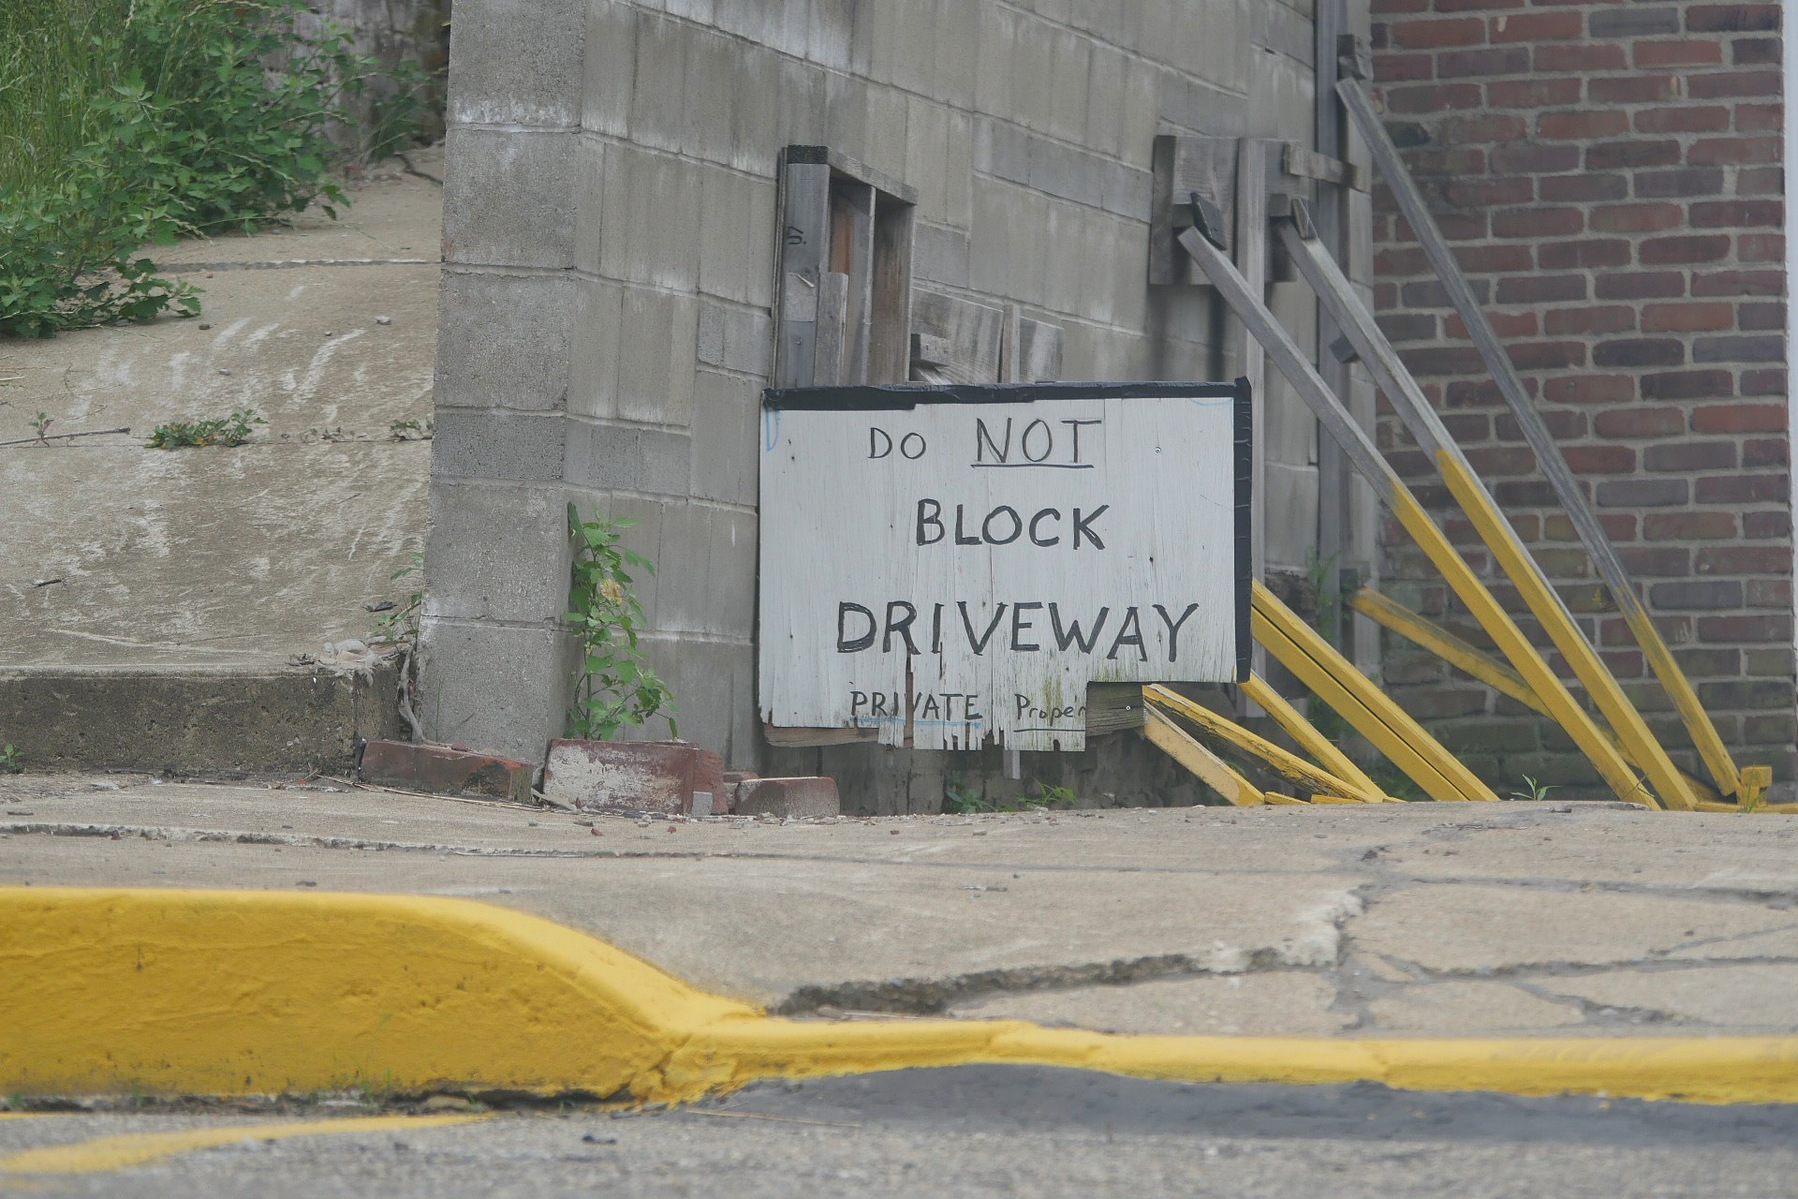 DO NOT
BLOCK
DRIVEWAY
PRIVATE Proper